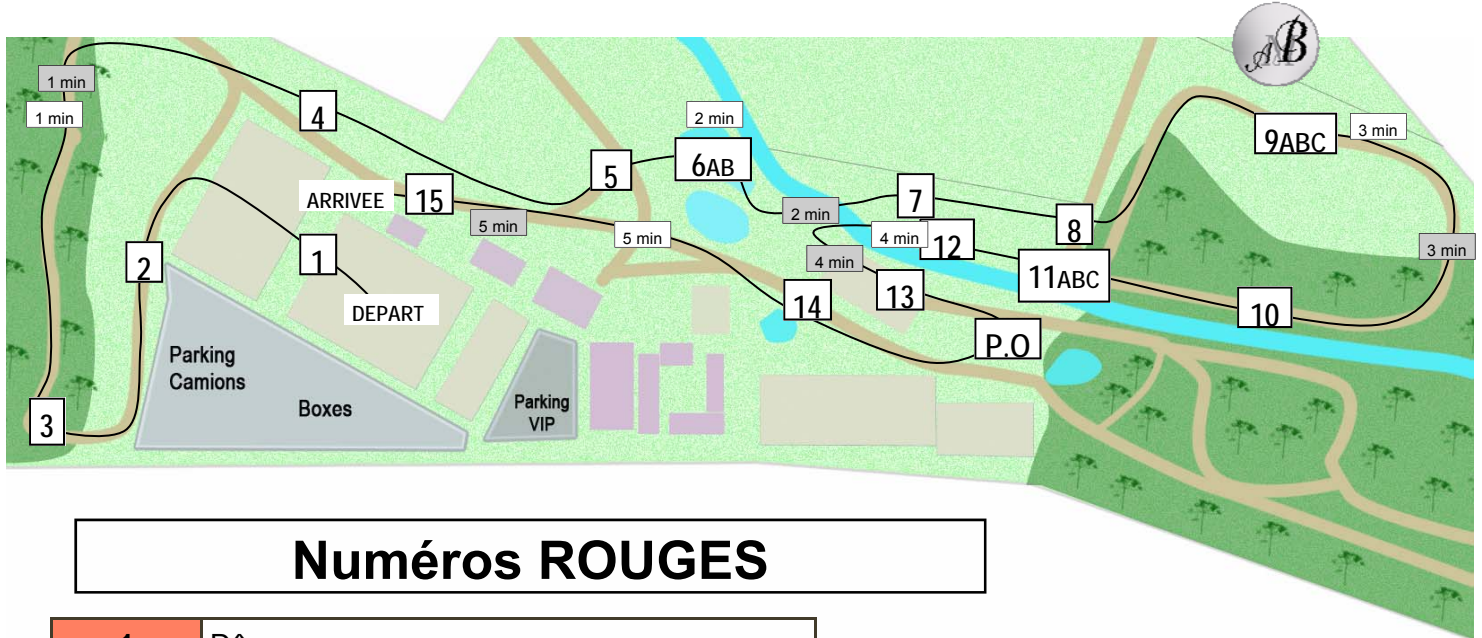 AB
1 min
1 min
4
2 min
9ABC
3 min
5
6AB
ARRIVEE
15
2 min
7
8
5 min
5 min
4 min
12
3 min
2
1
4 min
11ABC
DEPART
14
13
10
P.O
Parking
Camions
Boxes
Parking
VIP
3
Numéros ROUGES